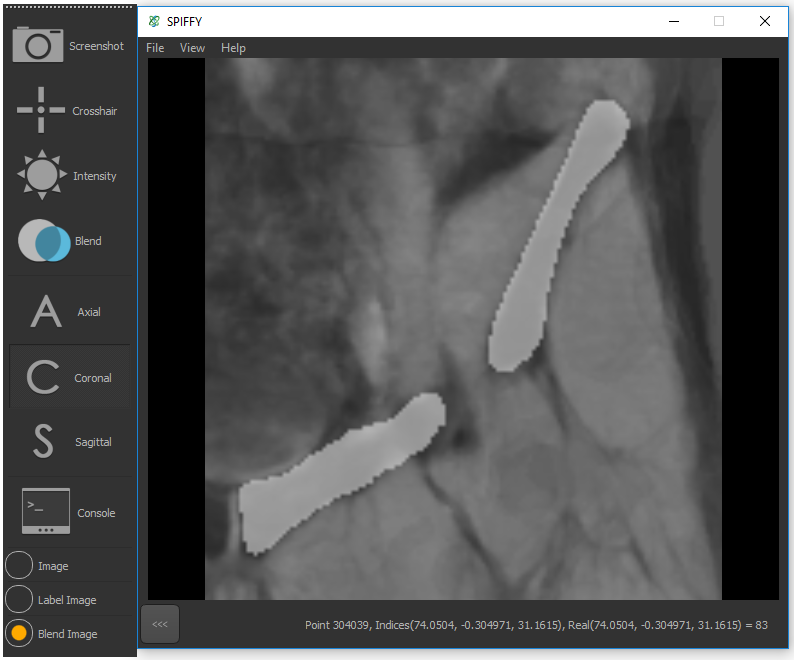 SPIFFY
File View Help
Screenshot
Crosshair
Intensity
Blend
A Axial
C Coronal
S Sagittal
>_
Console
Image
Label Image
Blend Image
<<<
Point 304039, Indices(74.0504, -0.304971, 31.1615), Real(74.0504, -0.304971, 31.1615) = 83